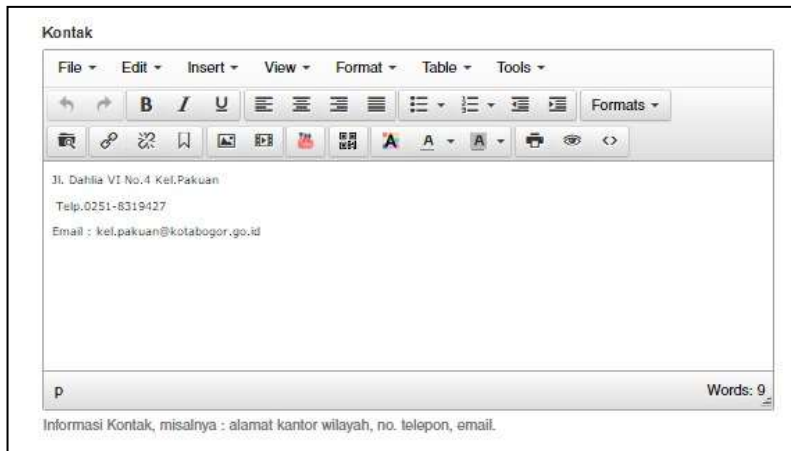 Kontak
File Edit Insert View Format Table Tools
B I U Formats
A A A
Jl. Dahlia VI No.4 Kel.Pakuan
Telp.0251-8319427
Email : kel.pakuan@kotabogor.go.id
p Words: 9
Informasi Kontak, misalnya : alamat kantor wilayah, no. telepon, email.